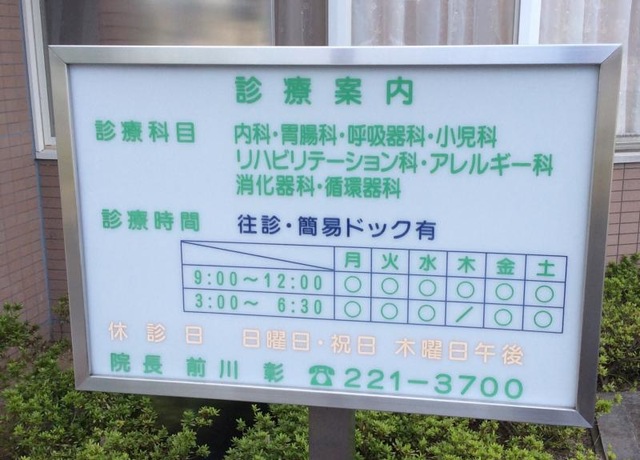 診療案内
診療科目 内科・胃腸科・呼吸器科・小児科
リハビリテーション科・アレルギー科
消化器科・循環器科
診療時間 往診・簡易ドック有
月 火 水 木 金 土
9:00～12:00 ○ ○ ○ ○ ○ ○
3:00～ 6:30 ○ ○ ○ / ○ ○
休診日 日曜日・祝日 木曜日午後
院長 前川 彰 ☎221-3700